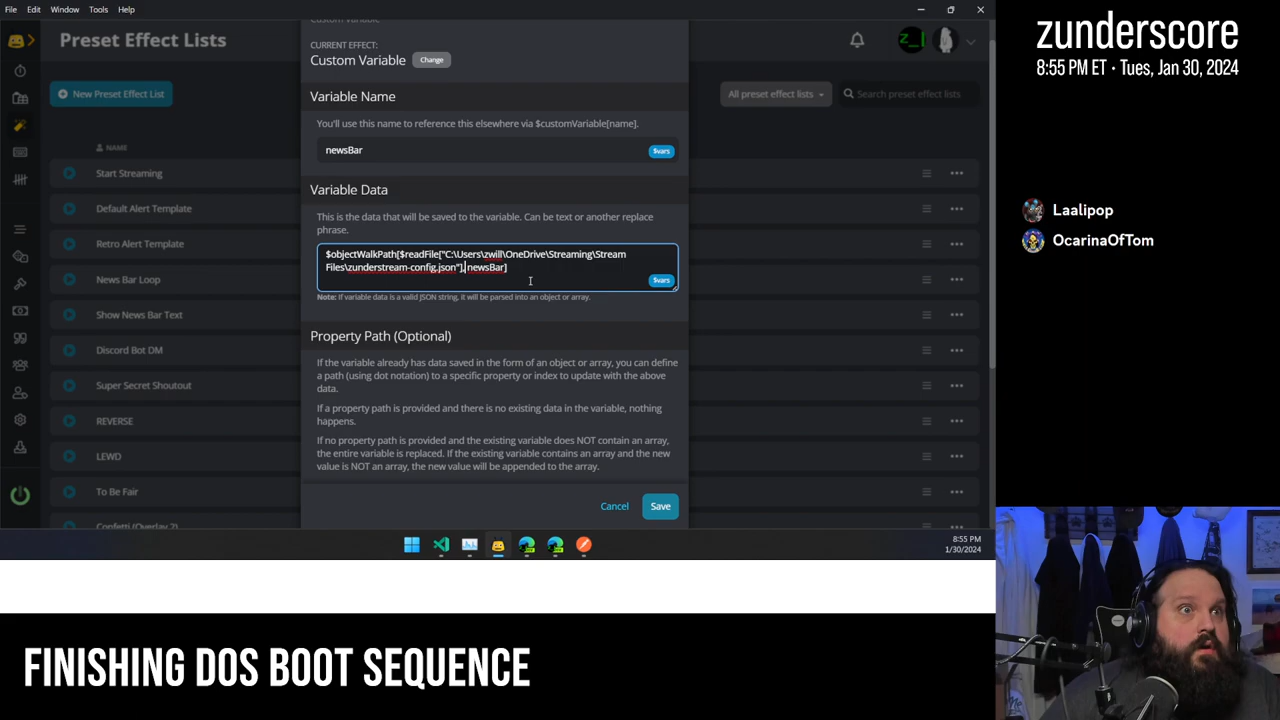 File Edit Window Tools Help
Preset Effect Lists
New Preset Effect List
All preset effect lists
Search preset effect lists
NAME
Start Streaming
Default Alert Template
Retro Alert Template
News Bar Load
Show News Bar Text
Discord Bot DM
Super Secret Shoutout
REVERSE
LEWD
To Be Fair
Confetti (Overlay 2)
Custom Variable
CURRENT EFFECT:
Custom Variable Change
Variable Name
You'll use this name to reference this elsewhere via $customVariable[name].
newsBar $vars
Variable Data
This is the data that will be saved to the variable. Can be text or another replace
phrase.
$objectWalkPath[$readFile["C:\Users\zwill\OneDrive\Streaming\Stream
Files\zunderstream-config.json"],newsBar]
$vars
Note: If variable data is a valid JSON string, it will be parsed into an object or array.
Property Path (Optional)
If the variable already has data saved in the form of an object or array, you can define
a path (using dot notation) to a specific property or index to update with the above
data.
If a property path is provided and there is no existing data in the variable, nothing
happens.
If no property path is provided and the existing variable does NOT contain an array,
the entire variable is replaced. If the existing variable contains an array and the new
value is NOT an array, the new value will be appended to the array.
Cancel Save
8:55 PM
1/30/2024
zunderscore
8:55 PM ET · Tues, Jan 30, 2024
Laalipop
OcarinaOfTom
FINISHING DOS BOOT SEQUENCE